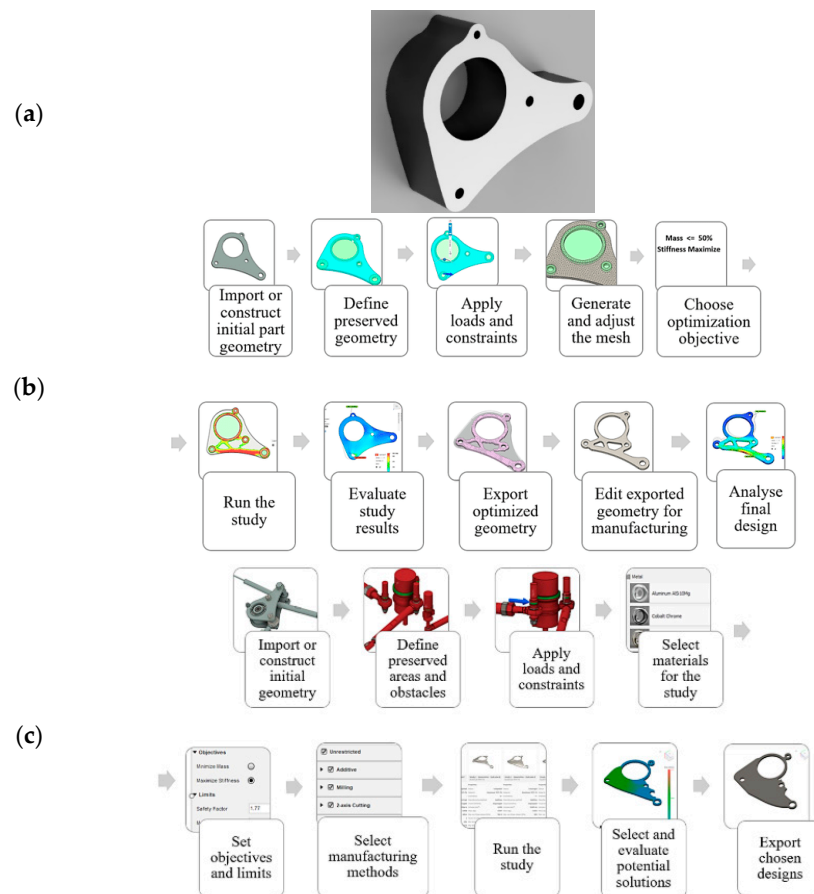 (a)
Mass <= 50%
Stiffness Maximize
Import or
construct
initial part
geometry
Define
preserved
geometry
Apply
loads and
constraints
Generate
and adjust
the mesh
Choose
optimization
objective
(b)
Run the
study
Evaluate
study
results
Export
optimized
geometry
Edit exported
geometry for
manufacturing
Analyse
final
design
Metal
Aluminum AlSi10Mg
Cobalt Chrome
Import or
construct
initial
geometry
Define
preserved
areas and
obstacles
Apply
loads and
constraints
Select
materials
for the
study
(c)
Objectives
Minimize Mass
Maximize Stiffness
Limits
Safety Factor 1.77
Unrestricted
Additive
Milling
2-axis Cutting
Set
objectives
and limits
Select
manufacturing
methods
Run the
study
Select and
evaluate
potential
solutions
Export
chosen
designs